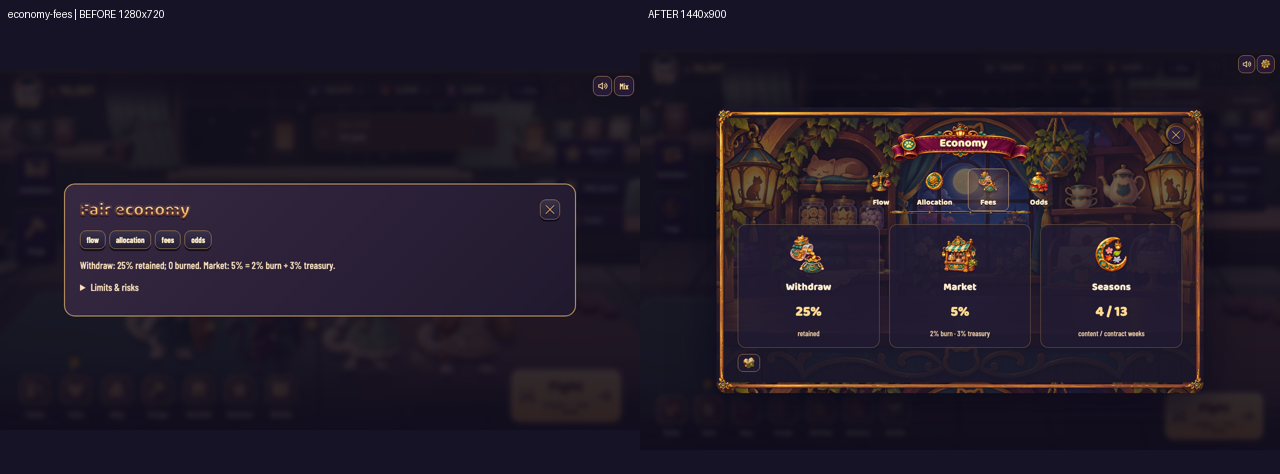 economy-fees | BEFORE 1280x720
AFTER 1440x900
Mix
Fair economy
flow allocation fees odds
Withdraw: 25% retained; 0 burned. Market: 5% = 2% burn + 3% treasury.
▶ Limits & risks
Economy
Flow Allocation Fees Odds
Withdraw Market Seasons
25% 5% 4 / 13
retained 2% burn · 3% treasury content / contract weeks